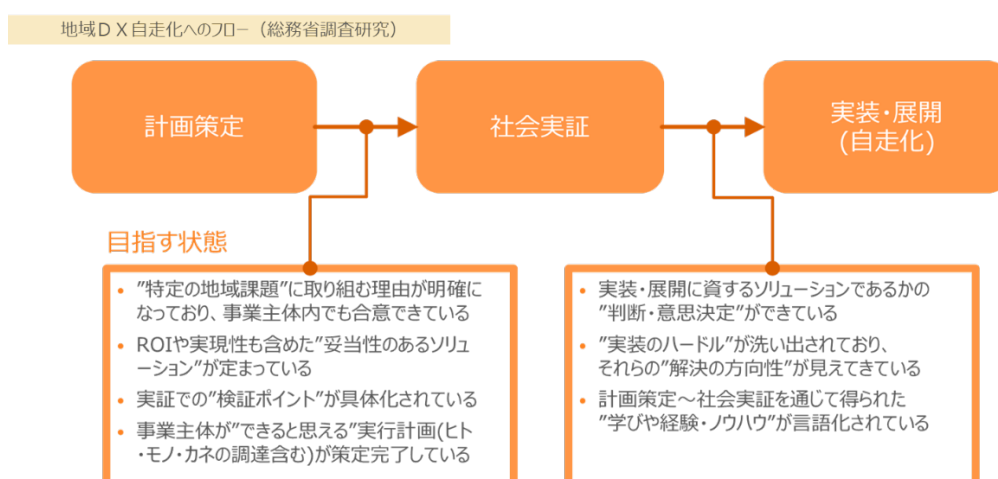 地域DX自走化へのフロー（総務省調査研究）
計画策定
社会実証
実装・展開
(自走化)
目指す状態
• ”特定の地域課題”に取り組む理由が明確に
なっており、事業主体内でも合意できている
• ROIや実現性も含めた”妥当性のあるソリュ
ーション”が定まっている
• 実証での”検証ポイント”が具体化されている
• 事業主体が”できると思える”実行計画(ヒト
・モノ・カネの調達含む)が策定完了している
• 実装・展開に資するソリューションであるかの
”判断・意思決定”ができている
• ”実装のハードル”が洗い出されており、
それらの”解決の方向性”が見えてきている
• 計画策定～社会実証を通じて得られた
”学びや経験・ノウハウ”が言語化されている